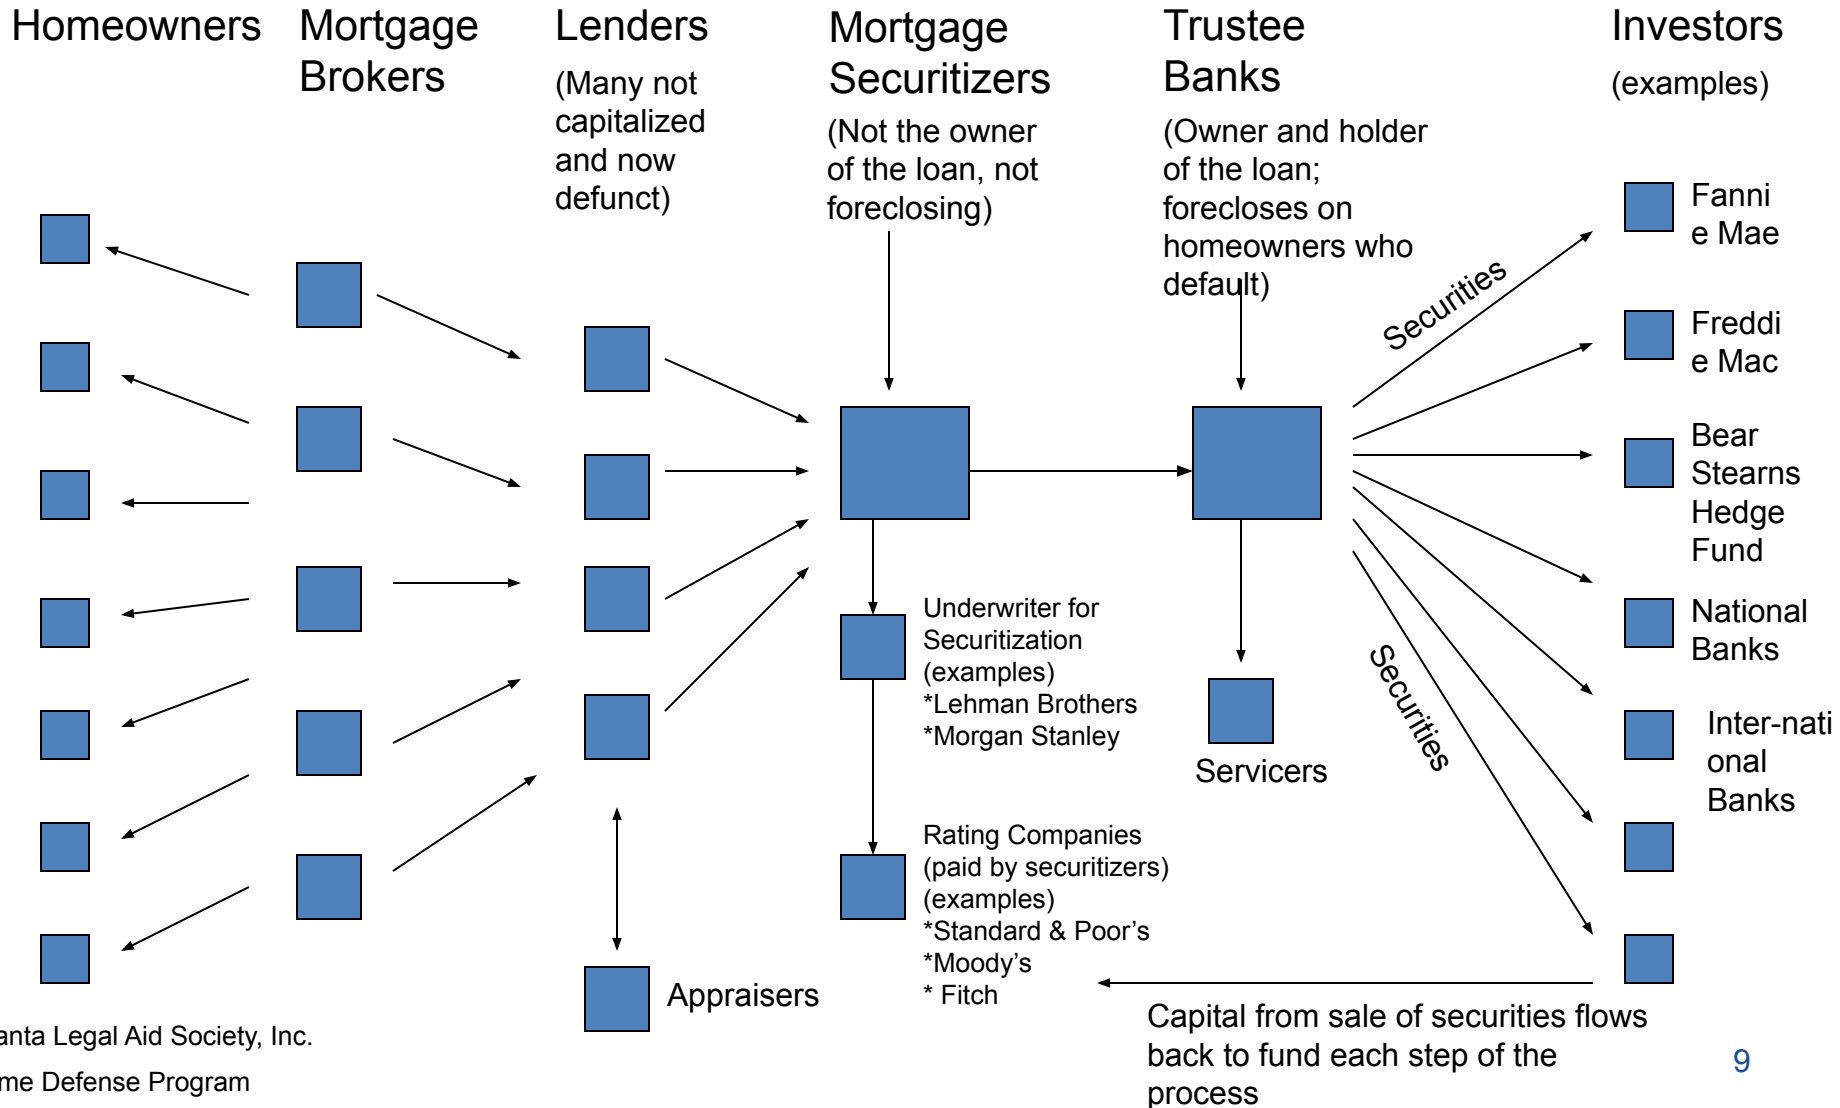 Homeowners
Mortgage
Brokers
Lenders
(Many not
capitalized
and now
defunct)
Mortgage
Securitizers
(Not the owner
of the loan, not
foreclosing)
Trustee
Banks
(Owner and holder
of the loan;
forecloses on
homeowners who
default)
Investors
(examples)
Securities
Fanni
e Mae
Freddi
e Mac
Bear
Stearns
Hedge
Fund
National
Banks
Inter-nati
onal
Banks
Securities
Underwriter for
Securitization
(examples)
*Lehman Brothers
*Morgan Stanley
Servicers
Rating Companies
(paid by securitizers)
(examples)
*Standard & Poor’s
*Moody’s
* Fitch
Appraisers
Capital from sale of securities flows
back to fund each step of the
process
anta Legal Aid Society, Inc.
me Defense Program
9